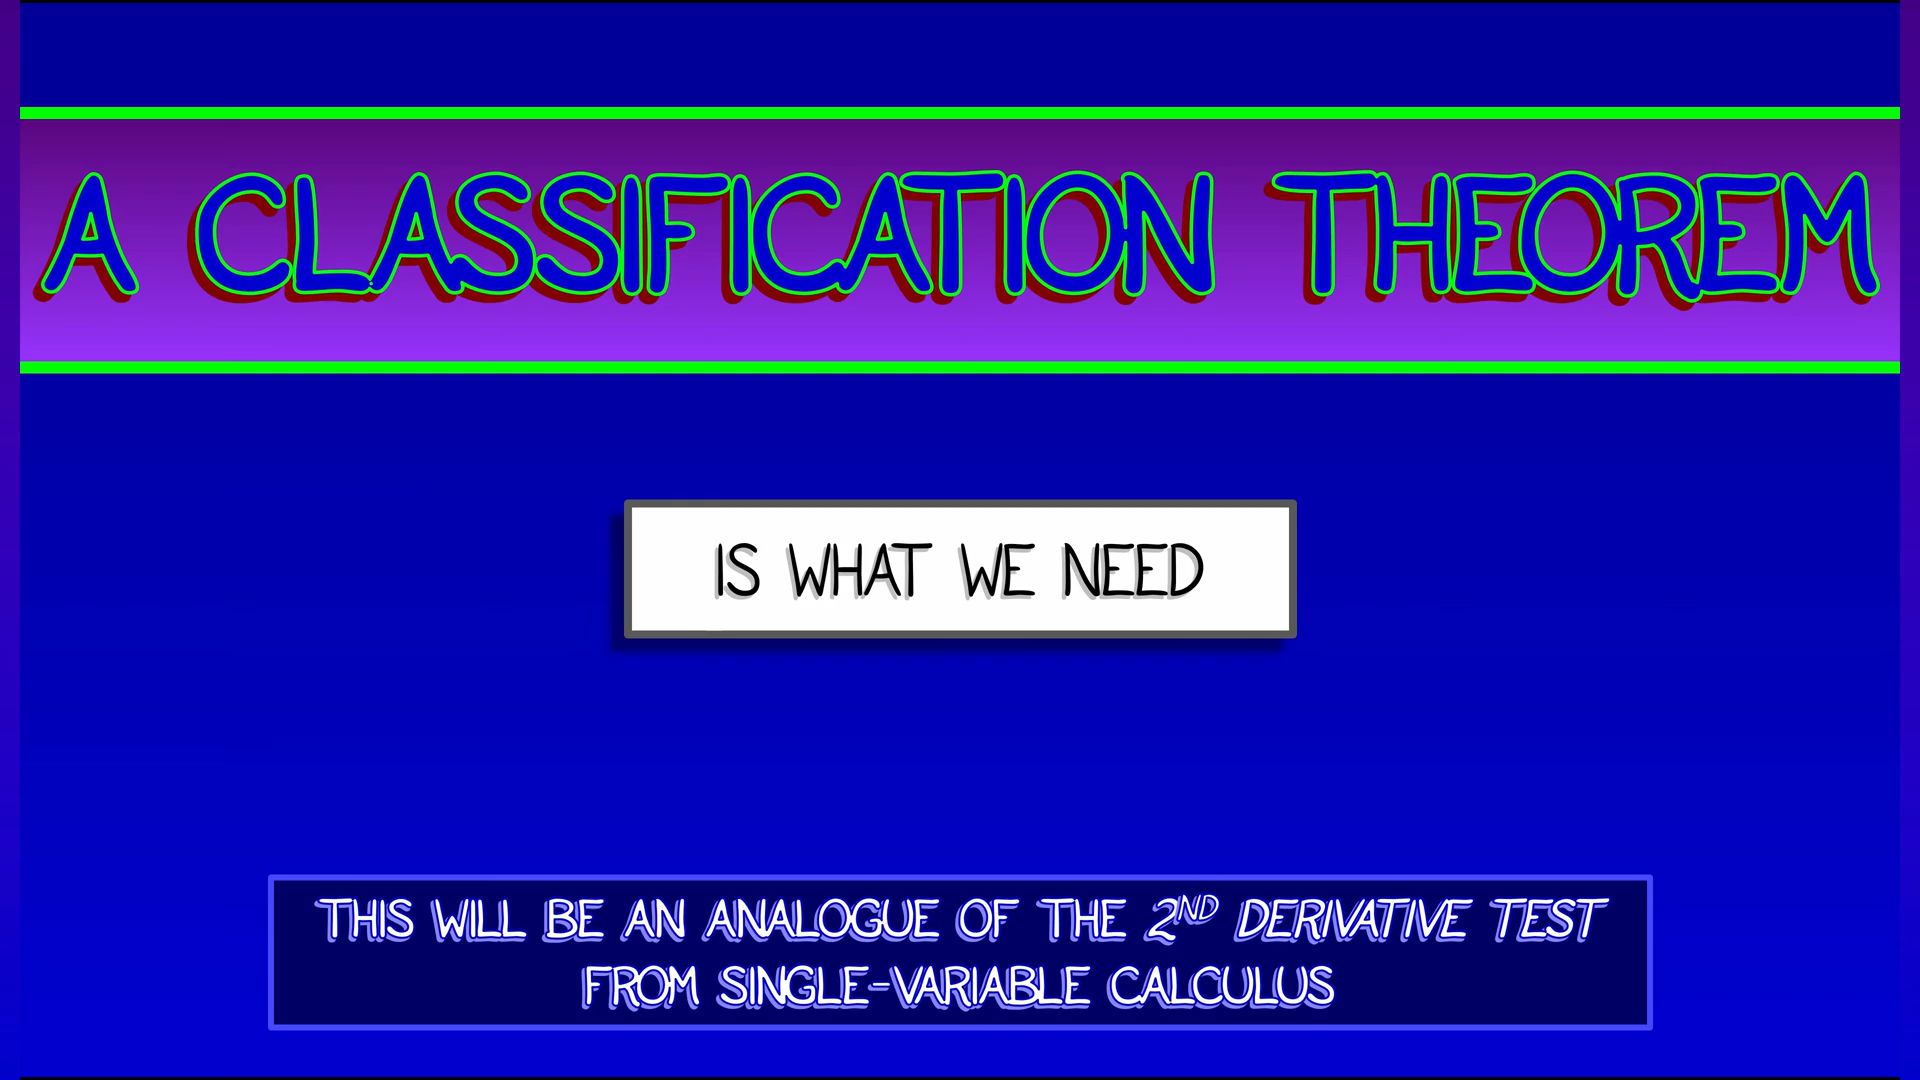 A CLASSIFICATION THEOREM
IS WHAT WE NEED
THIS WILL BE AN ANALOGUE OF THE 2ND DERIVATIVE TEST
FROM SINGLE-VARIABLE CALCULUS